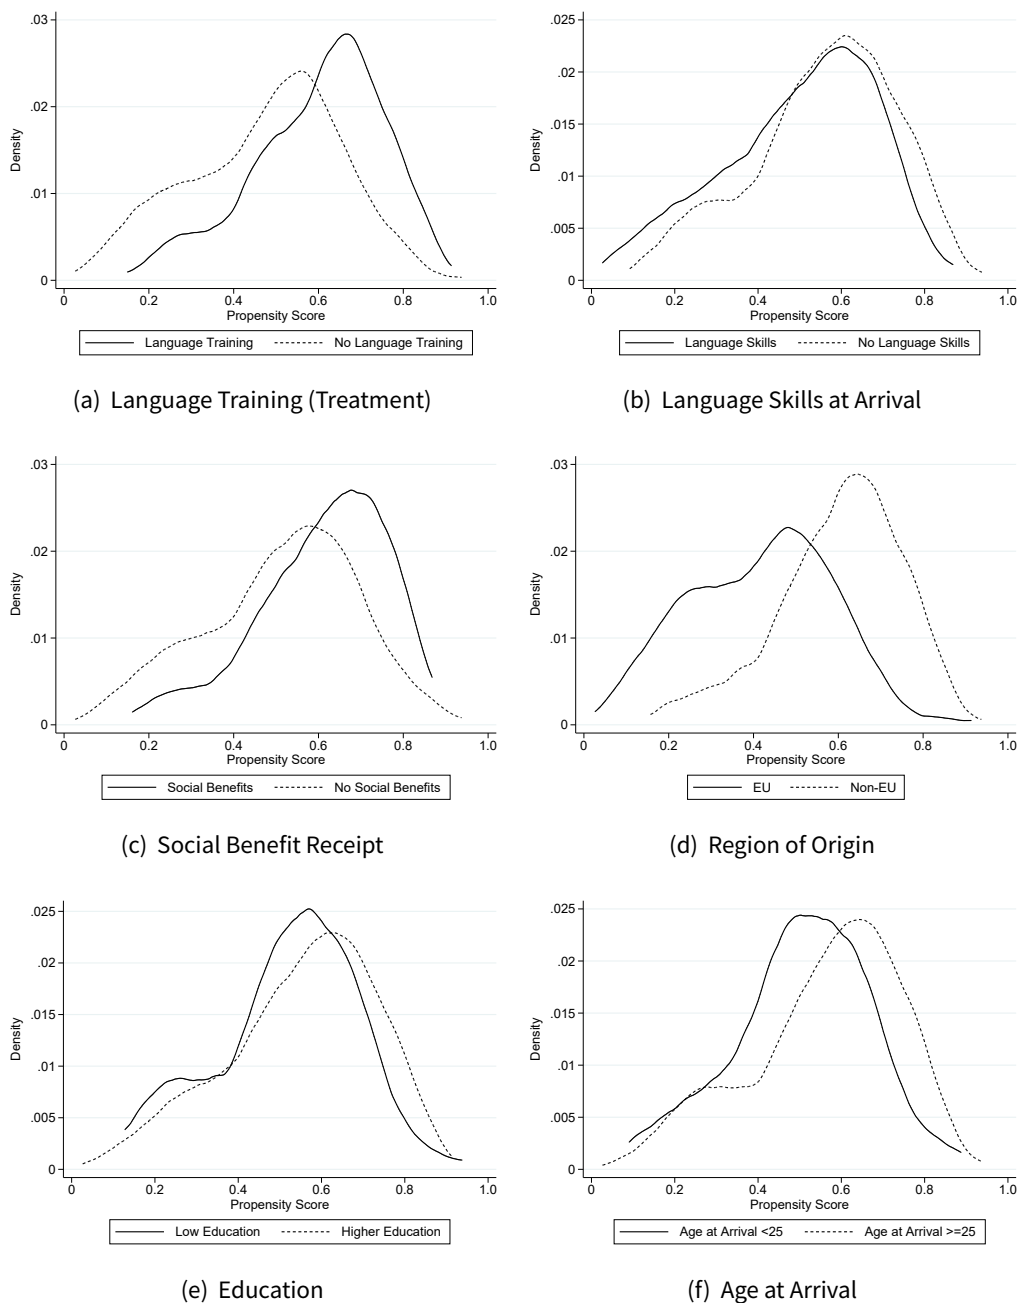 .03
.02
.01
0
Density
0 0.2 0.4 0.6 0.8 1.0
Propensity Score
Language Training No Language Training
(a) Language Training (Treatment)
.025
.02
.015
.01
.005
0
Density
0 0.2 0.4 0.6 0.8 1.0
Propensity Score
Language Skills No Language Skills
(b) Language Skills at Arrival
.03
.02
.01
0
Density
0 0.2 0.4 0.6 0.8 1.0
Propensity Score
Social Benefits No Social Benefits
(c) Social Benefit Receipt
.03
.02
.01
0
Density
0 0.2 0.4 0.6 0.8 1.0
Propensity Score
EU Non-EU
(d) Region of Origin
.025
.02
.015
.01
.005
0
Density
0 0.2 0.4 0.6 0.8 1.0
Propensity Score
Low Education Higher Education
(e) Education
.025
.02
.015
.01
.005
0
Density
0 0.2 0.4 0.6 0.8 1.0
Propensity Score
Age at Arrival <25 Age at Arrival >=25
(f) Age at Arrival